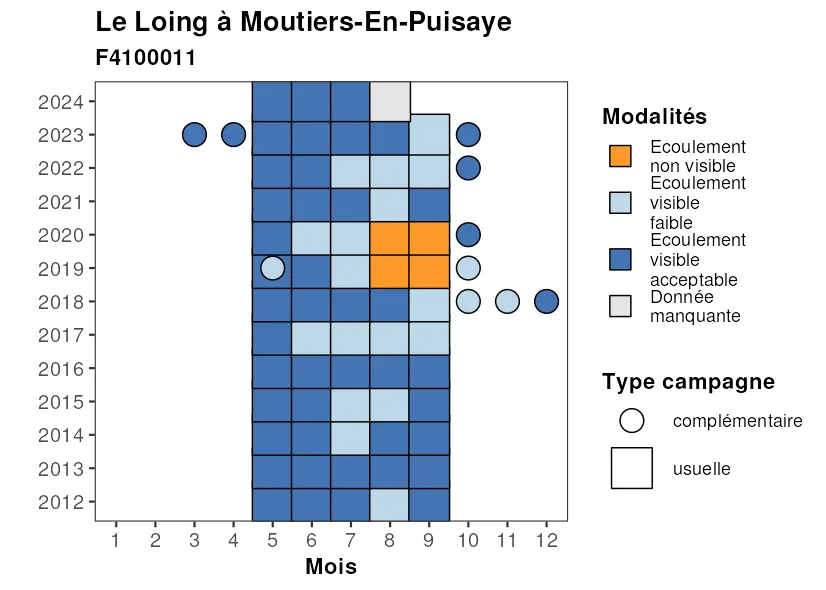 Le Loing à Moutiers-En-Puisaye
F4100011
2024
2023
2022
2021
2020
2019
2018
2017
2016
2015
2014
2013
2012
1 2 3 4 5 6 7 8 9 10 11 12
Mois
Modalités
Ecoulement
non visible
Ecoulement
visible
faible
Ecoulement
visible
acceptable
Donnée
manquante
Type campagne
complémentaire
usuelle